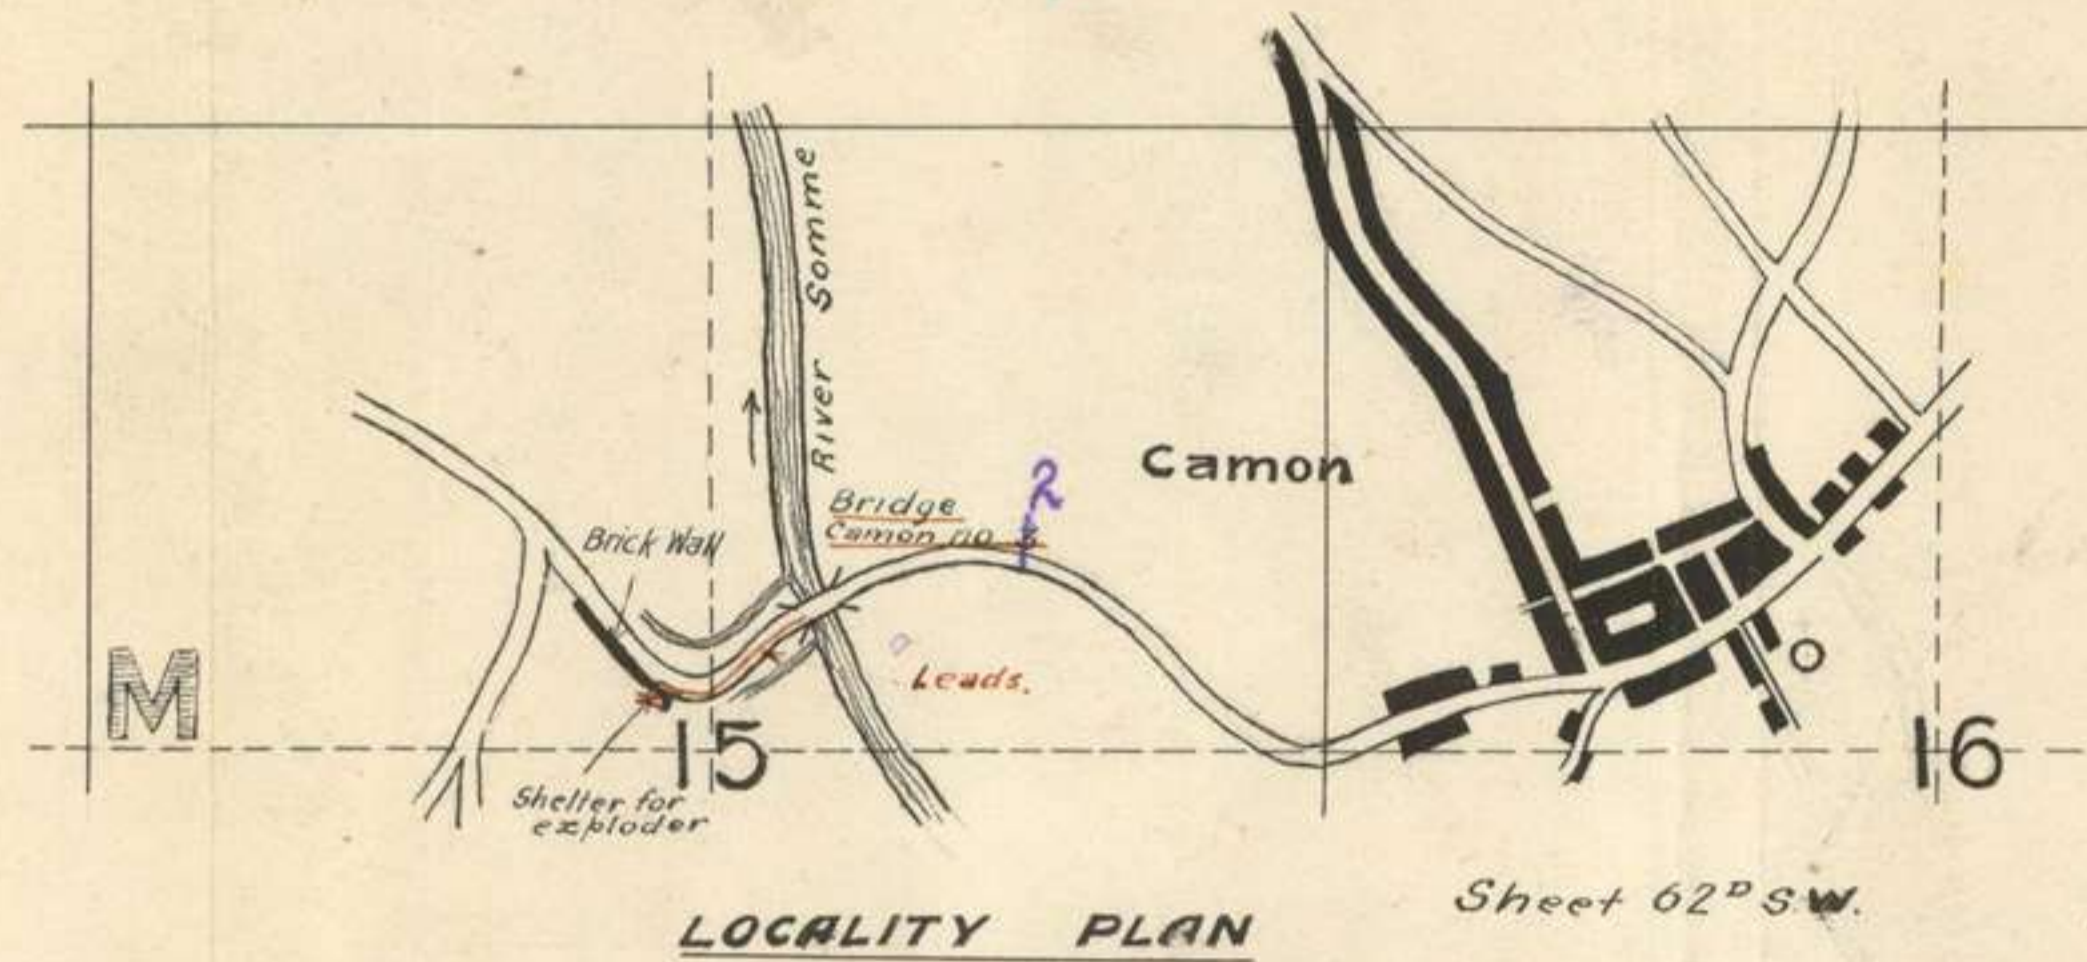 River Somme
Camon
2
Bridge
Camon no 3
Brick Wall
Leads.
M
15
16
Shelter for
exploder
Sheet 62D S.W.
LOCALITY PLAN